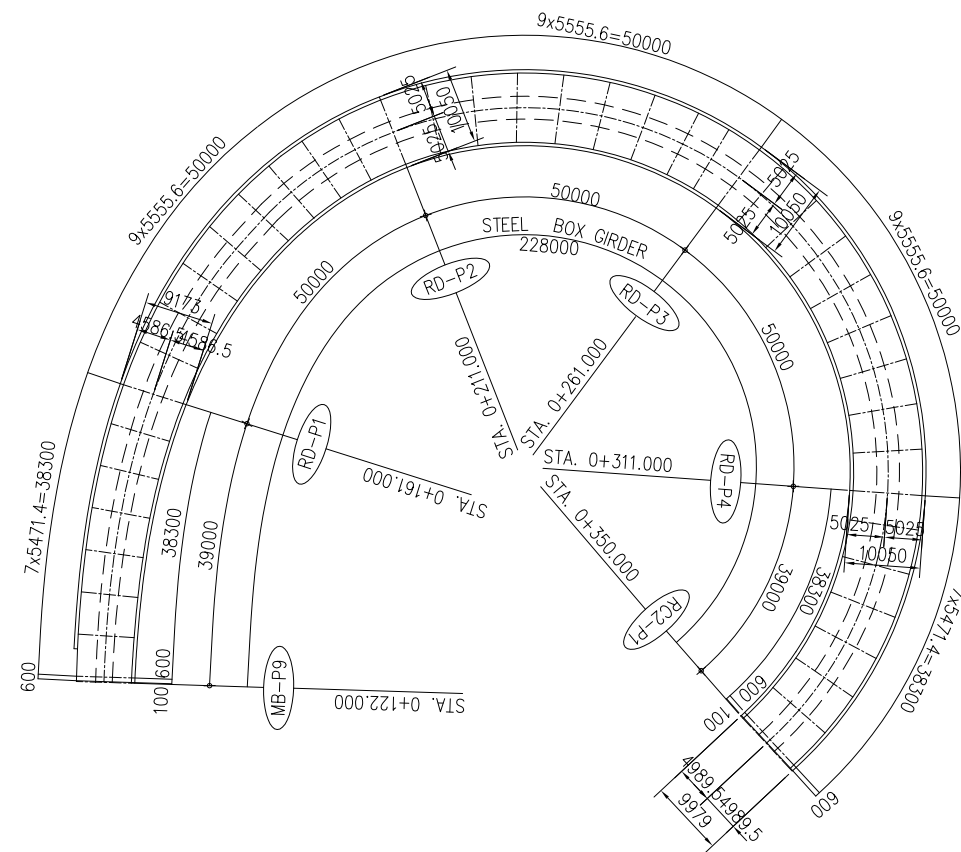 9x5555.6=50000
5025
5025
10050
9x5555.6=50000
50000
STEEL BOX GIRDER
228000
5025
5025
10050
9x5555.6=50000
50000
RD-P2
RD-P3
9173
4586.5
4586.5
50000
STA. 0+211.000
STA. 0+261.000
RD-P1
STA. 0+311.000
RD-P4
STA. 0+161.000
STA. 0+350.000
7x5471.4=38300
38300
39000
5025
5025
10050
39000
38300
7x5471.4=38300
RC2-P1
600
100
600
MB-P9
STA. 0+122.000
600
100
4989.5
4989.5
9979
600